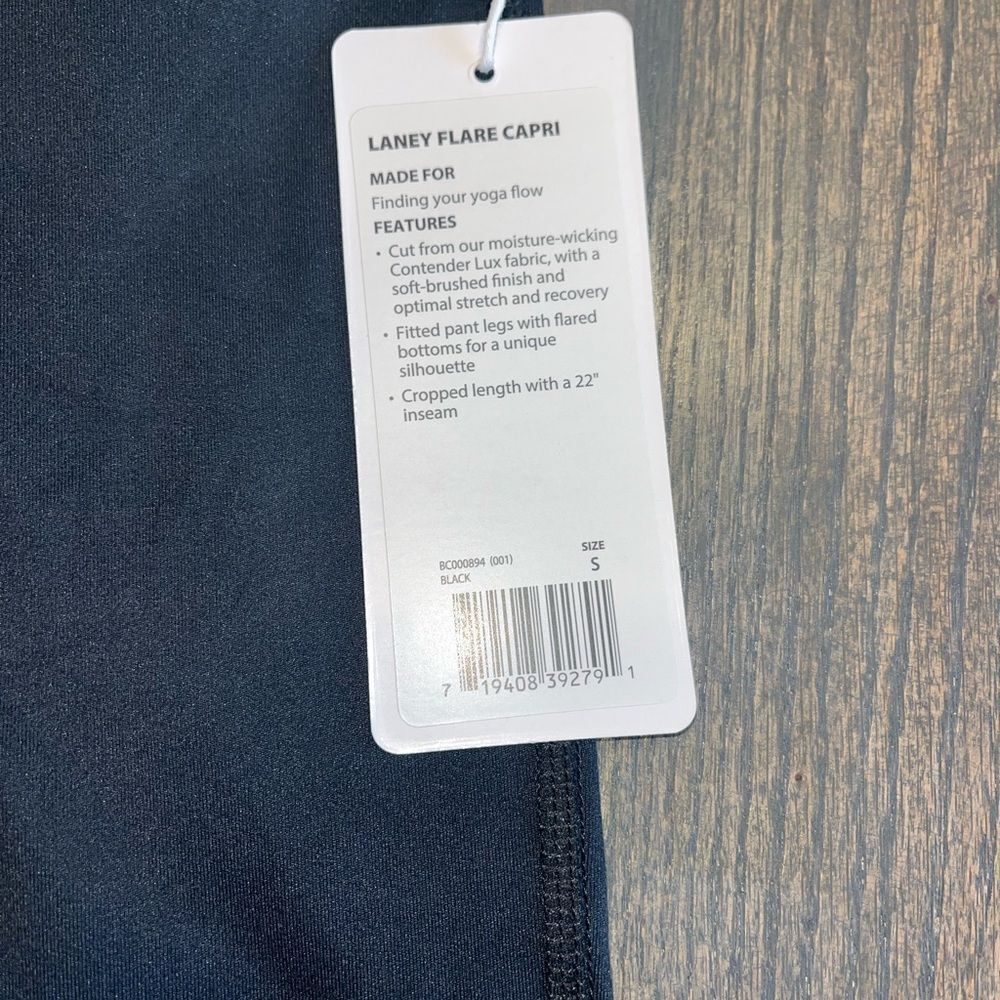 LANEY FLARE CAPRI
MADE FOR
Finding your yoga flow
FEATURES
• Cut from our moisture-wicking
Contender Lux fabric, with a
soft-brushed finish and
optimal stretch and recovery
• Fitted pant legs with flared
bottoms for a unique
silhouette
• Cropped length with a 22"
inseam
BC000894 (001)
BLACK
SIZE
S
7 19408 39279 1